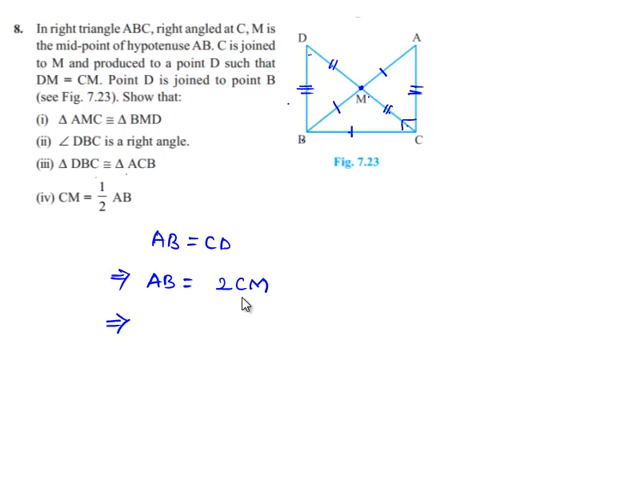 8. In right triangle ABC, right angled at C, M is
the mid-point of hypotenuse AB. C is joined
to M and produced to a point D such that
DM = CM. Point D is joined to point B
(see Fig. 7.23). Show that:
(i) Δ AMC ≅ Δ BMD
(ii) ∠ DBC is a right angle.
(iii) Δ DBC ≅ Δ ACB
(iv) CM = 1/2 AB
D A
M
B C
Fig. 7.23
AB = CD
⇒ AB = 2CM
⇒